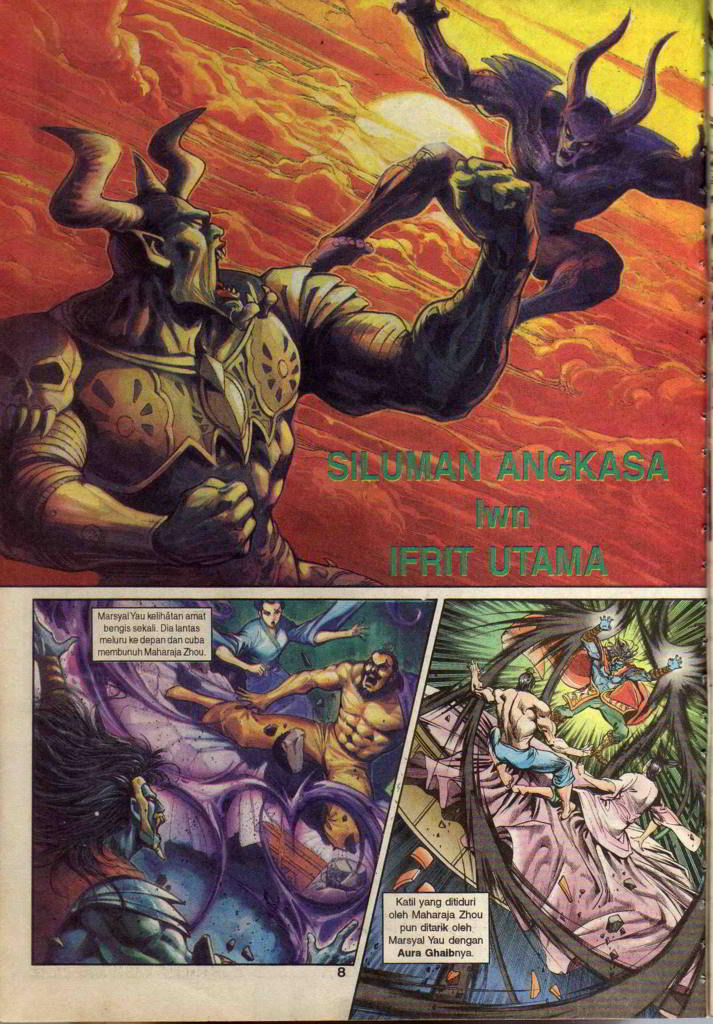 SILUMAN ANGKASA
lwn
IFRIT UTAMA
Marsyal Yau kelihatan amat
bengis sekali. Dia lantas
meluru ke depan dan cuba
membunuh Maharaja Zhou.
Katil yang ditiduri
oleh Maharaja Zhou
pun ditarik oleh
Marsyal Yau dengan
Aura Ghaibnya.
8